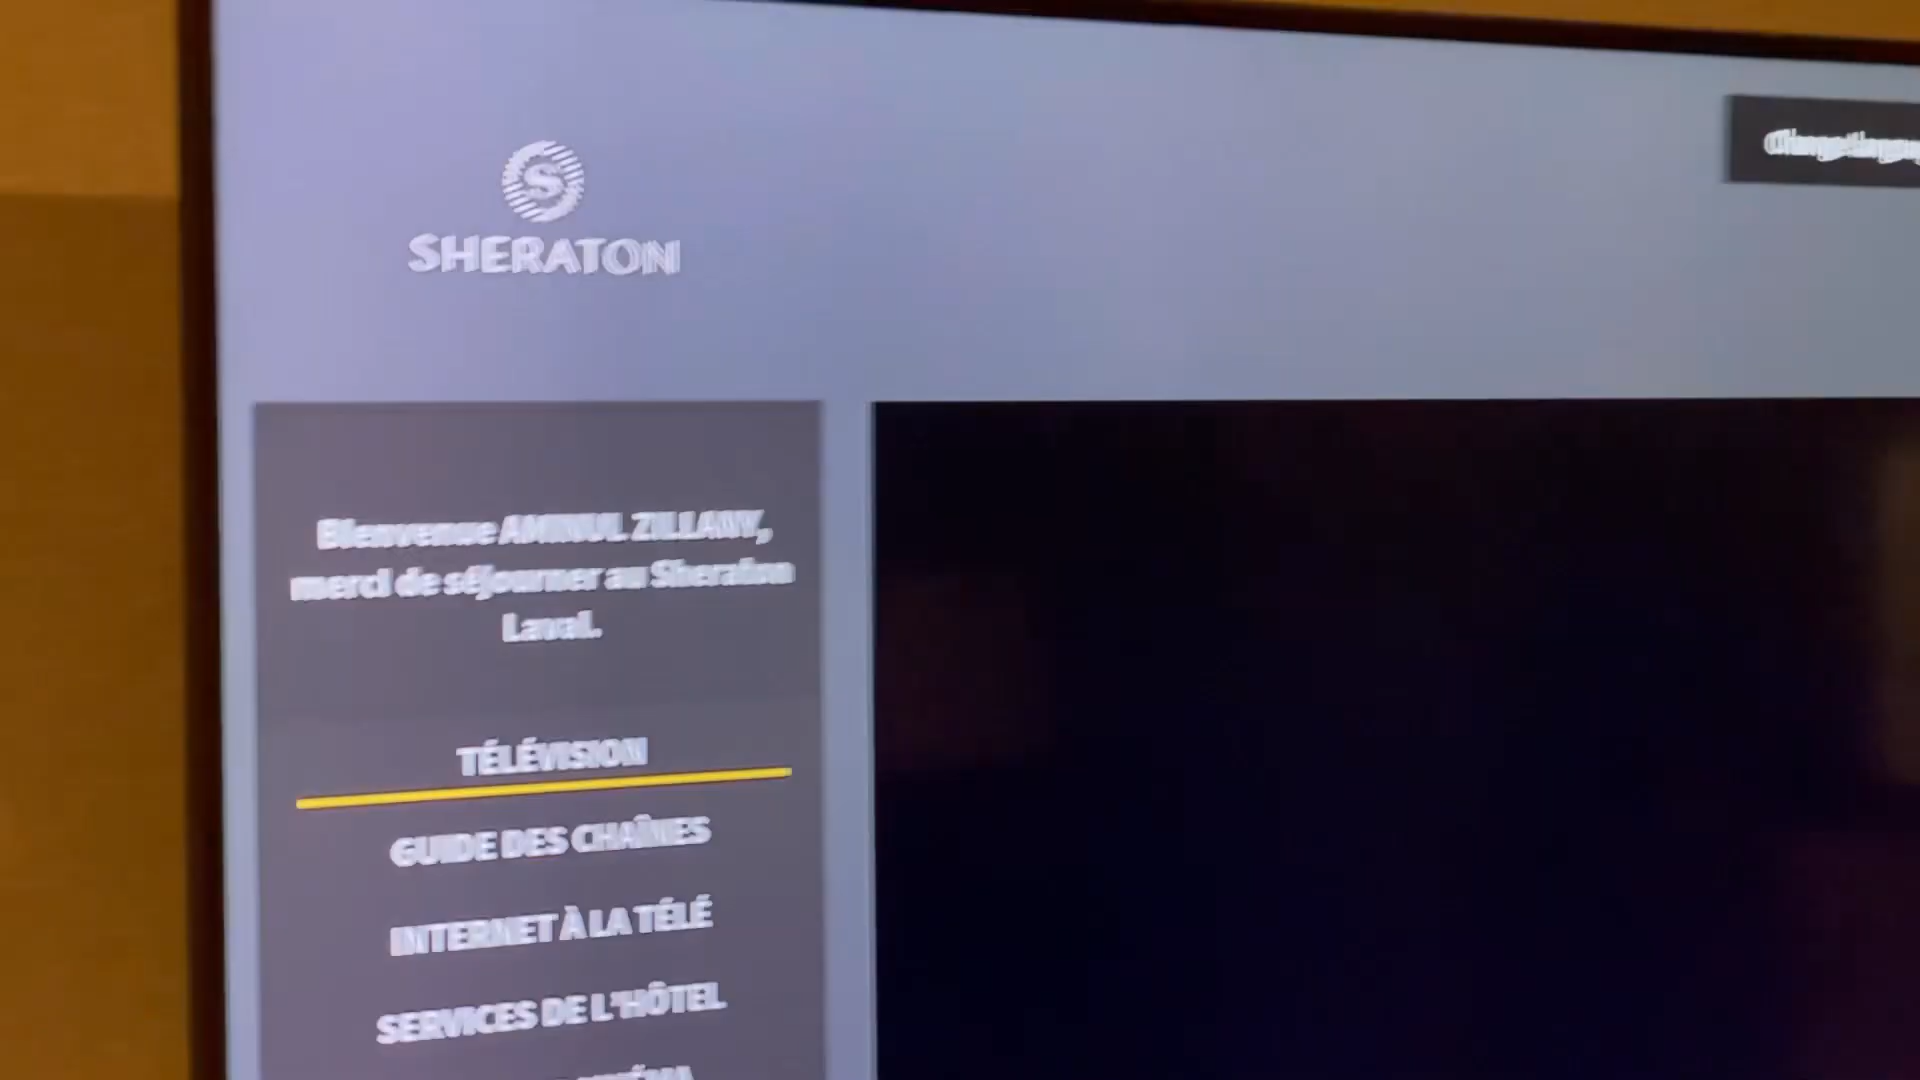 SHERATON
Bienvenue AMINUL ZILLANY,
merci de séjourner au Sheraton
Laval.
TÉLÉVISION
GUIDE DES CHAÎNES
INTERNET À LA TÉLÉ
SERVICES DE L'HÔTEL